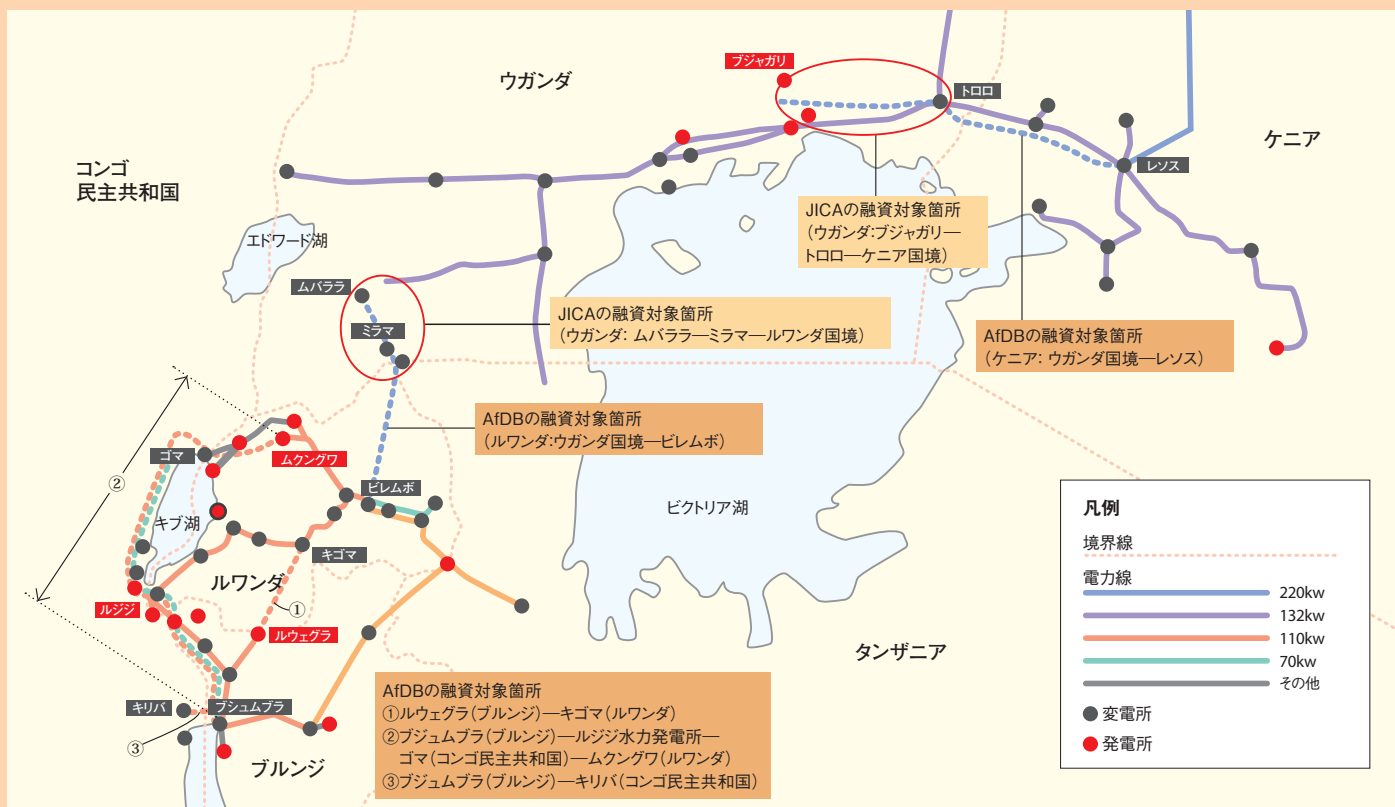 ウガンダ
ブジャガリ
トロロ
ケニア
コンゴ
民主共和国
レソス
エドワード湖
JICAの融資対象箇所
(ウガンダ:ブジャガリ―
トロロ―ケニア国境)
ムバララ
ミラマ
JICAの融資対象箇所
(ウガンダ: ムバララ―ミラマ―ルワンダ国境)
AfDBの融資対象箇所
(ケニア: ウガンダ国境―レソス)
AfDBの融資対象箇所
(ルワンダ:ウガンダ国境―ビレムボ)
ゴマ
ムクングワ
②
ビレムボ
キブ湖
ビクトリア湖
キゴマ
ルワンダ
①
ルジジ
ルウェグラ
タンザニア
キリバ
ブシュムブラ
③
ブルンジ
AfDBの融資対象箇所
①ルウェグラ(ブルンジ)―キゴマ(ルワンダ)
②ブジュムブラ(ブルンジ)―ルジジ水力発電所―
ゴマ(コンゴ民主共和国)―ムクングワ(ルワンダ)
③ブジュムブラ(ブルンジ)―キリバ(コンゴ民主共和国)
凡例
境界線
電力線
220kw
132kw
110kw
70kw
その他
変電所
発電所